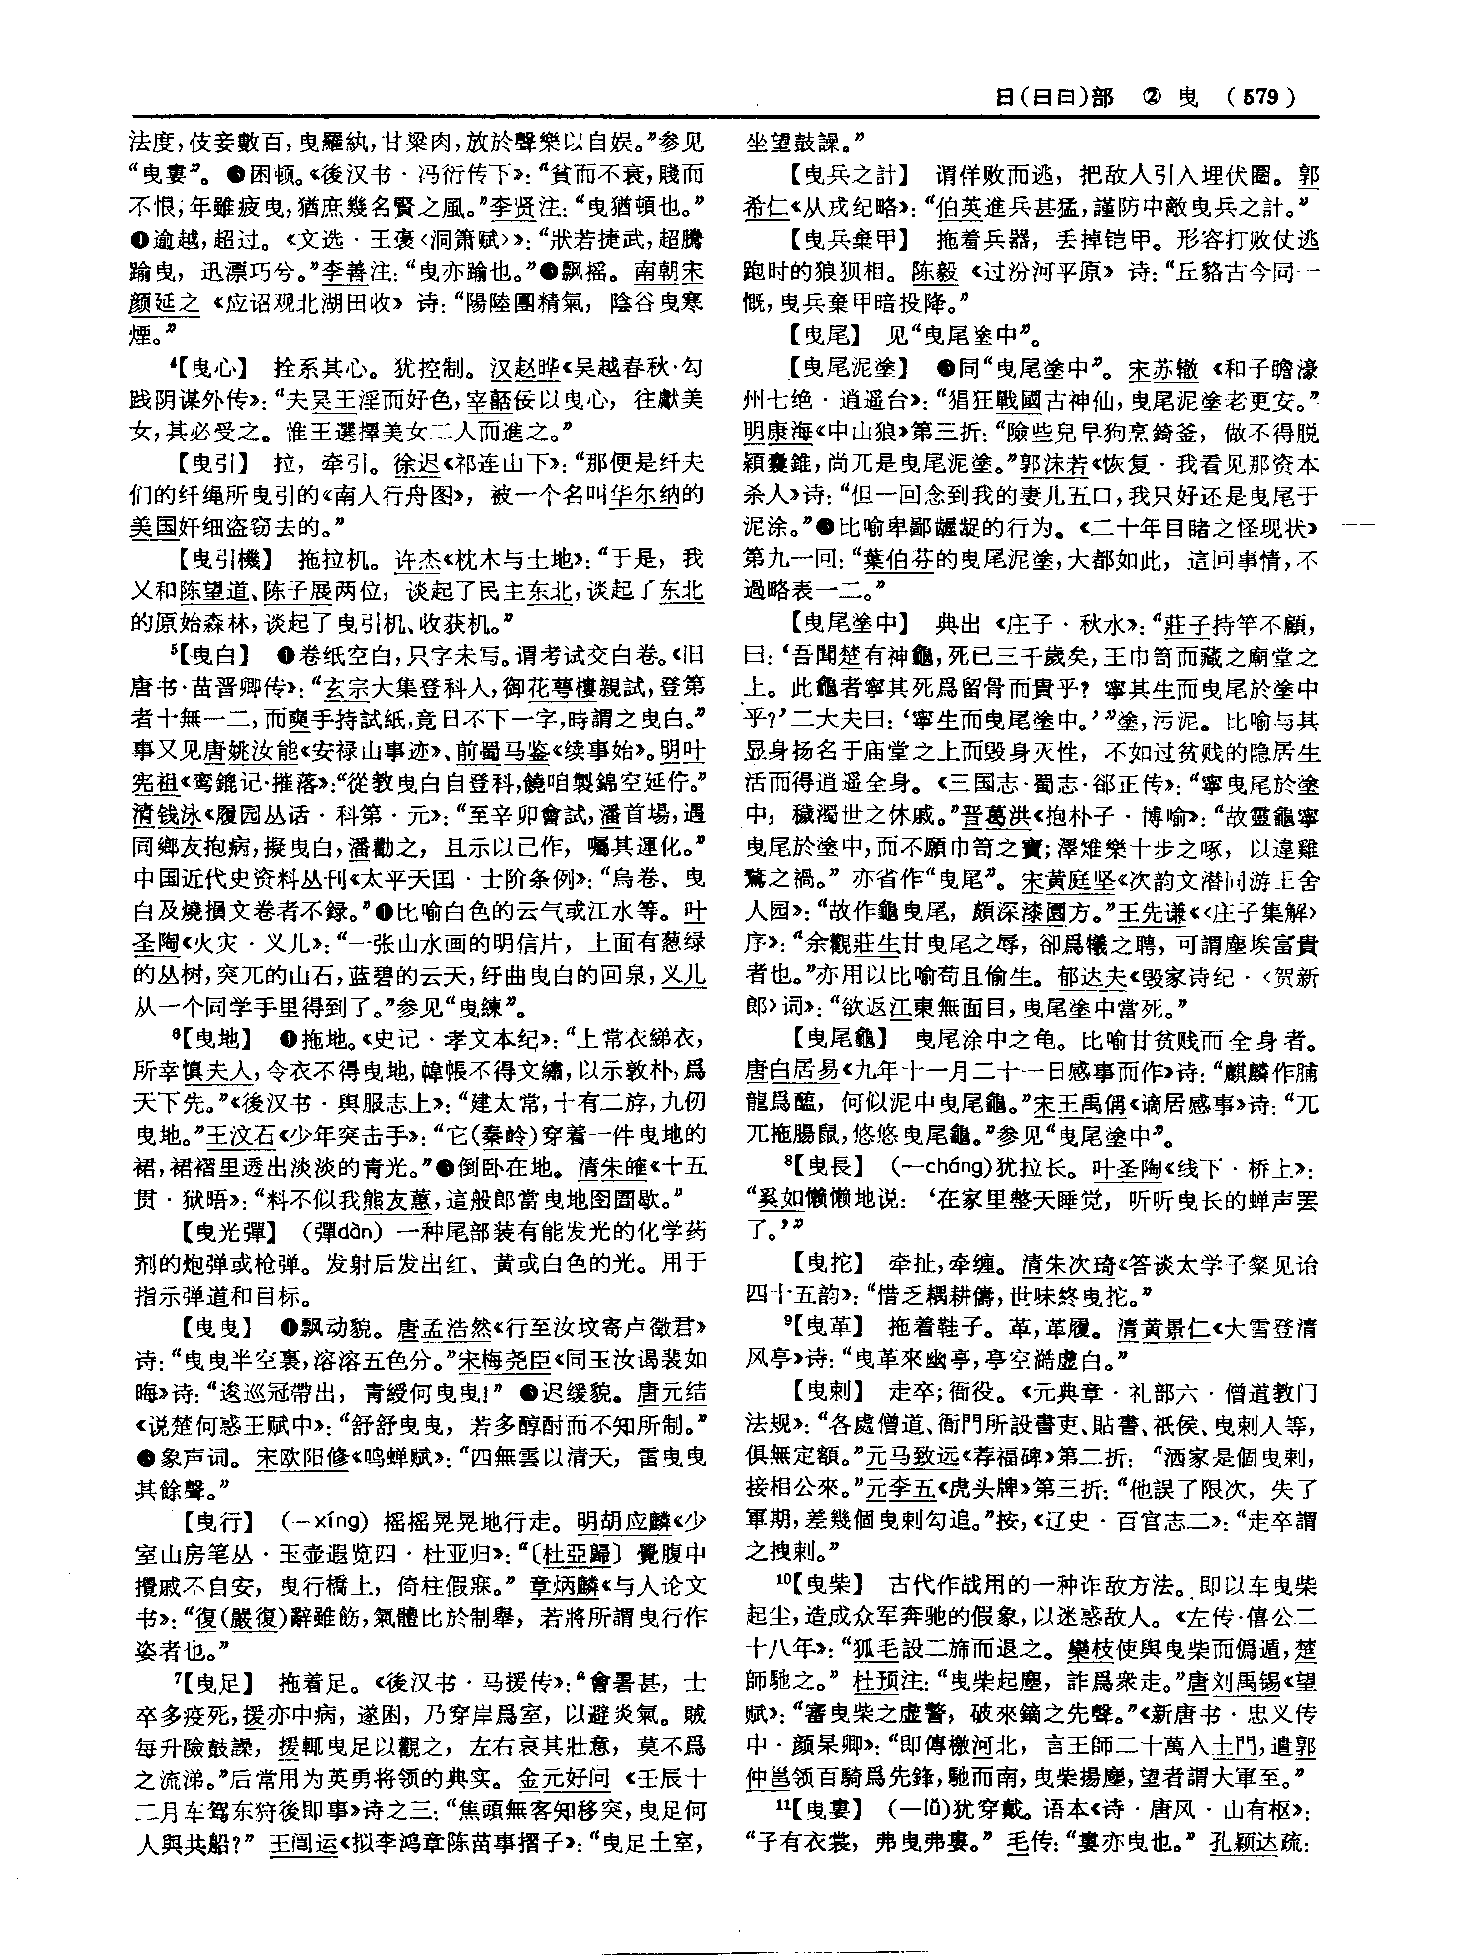 日(日曰)部 ② 曳 (579)
法度,伎妾數百,曳羅紈,甘粱肉,放於聲樂以自娱。”参见
“曳婁”。●困顿。《後汉书·冯衍传下》:“貧而不衰,賤而
不恨;年雖疲曳,猶庶幾名賢之風。”李贤注:“曳猶頓也。”
●逾越,超过。《文选·王褒〈洞箫赋〉》:“狀若捷武,超騰
踰曳,迅漂巧兮。”李善注:“曳亦踰也。”●飘摇。南朝宋
颜延之《应诏观北湖田收》诗:“陽陸團精氣,陰谷曳寒
煙。”
⁴【曳心】 拴系其心。犹控制。汉赵晔《吴越春秋·勾
践阴谋外传》:“夫吴王淫而好色,宰嚭佞以曳心,往獻美
女,其必受之。惟王選擇美女二人而進之。”
【曳引】 拉,牵引。徐迟《祁连山下》:“那便是纤夫
们的纤绳所曳引的《南人行舟图》,被一个名叫华尔纳的
美国奸细盗窃去的。”
【曳引機】 拖拉机。许杰《枕木与土地》:“于是,我
又和陈望道、陈子展两位,谈起了民主东北,谈起了东北
的原始森林,谈起了曳引机、收获机。”
⁵【曳白】 ❶卷纸空白,只字未写。谓考试交白卷。《旧
唐书·苗晋卿传》:“玄宗大集登科人,御花萼樓親試,登第
者十無一二,而奭手持試紙,竟日不下一字,時謂之曳白。”
事又见唐姚汝能《安禄山事迹》、前蜀马鉴《续事始》。明叶
宪祖《鸾鎞记·摧落》:“從教曳白自登科,饒咱製錦空延佇。”
清钱泳《履园丛话·科第·元》:“至辛卯會試,潘首場,遇
同鄉友抱病,擬曳白,潘勸之,且示以己作,囑其運化。”
中国近代史资料丛刊《太平天囯·士阶条例》:“烏卷、曳
白及燒損文卷者不録。”●比喻白色的云气或江水等。叶
圣陶《火灾·义儿》:“一张山水画的明信片,上面有葱绿
的丛树,突兀的山石,蓝碧的云天,纡曲曳白的回泉,义儿
从一个同学手里得到了。”参见“曳練”。
⁶【曳地】 ❶拖地。《史记·孝文本纪》:“上常衣綈衣,
所幸慎夫人,令衣不得曳地,幃帳不得文繡,以示敦朴,爲
天下先。”《後汉书·舆服志上》:“建太常,十有二斿,九仞
曳地。”王汶石《少年突击手》:“它(秦岭)穿着一件曳地的
裙,裙褶里透出淡淡的青光。”●倒卧在地。清朱㿥《十五
贯·狱晤》:“料不似我熊友蕙,這般郎當曳地图圄歇。”
【曳光彈】 (彈dàn) 一种尾部装有能发光的化学药
剂的炮弹或枪弹。发射后发出红、黄或白色的光。用于
指示弹道和目标。
【曳曳】 ❶飘动貌。唐孟浩然《行至汝坟寄卢徵君》
诗:“曳曳半空裏,溶溶五色分。”宋梅尧臣《同玉汝谒裴如
晦》诗:“逡巡冠帶出,青綬何曳曳!” ●迟缓貌。唐元结
《说楚何惑王赋中》:“舒舒曳曳,若多醇酎而不知所制。”
●象声词。宋欧阳修《鸣蝉赋》:“四無雲以清天,雷曳曳
其餘聲。”
【曳行】 (—xíng) 摇摇晃晃地行走。明胡应麟《少
室山房笔丛·玉壶遐览四·杜亚归》:“〔杜亞歸〕覺腹中
攪戚不自安,曳行橋上,倚柱假寐。” 章炳麟《与人论文
书》:“復(嚴復)辭雖飭,氣體比於制舉,若將所謂曳行作
姿者也。”
⁷【曳足】 拖着足。《後汉书·马援传》:“會暑甚,士
卒多疫死,援亦中病,遂困,乃穿岸爲室,以避炎氣。賊
每升險鼓譟,援輒曳足以觀之,左右哀其壯意,莫不爲
之流涕。”后常用为英勇将领的典实。金元好问《壬辰十
二月车驾东狩後即事》诗之三:“焦頭無客知移突,曳足何
人與共船?” 王闿运《拟李鸿章陈苗事摺子》:“曳足土室,
坐望鼓譟。”
【曳兵之計】 谓佯败而逃,把敌人引入埋伏圈。郭
希仁《从戎纪略》:“伯英進兵甚猛,謹防中敵曳兵之計。”
【曳兵棄甲】 拖着兵器,丢掉铠甲。形容打败仗逃
跑时的狼狈相。陈毅《过汾河平原》诗:“丘貉古今同一
慨,曳兵棄甲暗投降。”
【曳尾】 见“曳尾塗中”。
【曳尾泥塗】 ●同“曳尾塗中”。宋苏辙《和子瞻濠
州七绝·逍遥台》:“猖狂戰國古神仙,曳尾泥塗老更安。”
明康海《中山狼》第三折:“險些兒早狗烹錡釜,做不得脱
穎囊錐,尚兀是曳尾泥塗。”郭沫若《恢复·我看见那资本
杀人》诗:“但一回念到我的妻儿五口,我只好还是曳尾于
泥涂。”●比喻卑鄙龌龊的行为。《二十年目睹之怪现状》
第九一回:“葉伯芬的曳尾泥塗,大都如此,這回事情,不
過略表一二。”
【曳尾塗中】 典出《庄子·秋水》:“莊子持竿不顧,
曰:‘吾聞楚有神龜,死已三千歲矣,王巾笥而藏之廟堂之
上。此龜者寧其死爲留骨而貴乎?寧其生而曳尾於塗中
乎?’二大夫曰:‘寧生而曳尾塗中。’”塗,污泥。比喻与其
显身扬名于庙堂之上而毁身灭性,不如过贫贱的隐居生
活而得逍遥全身。《三国志·蜀志·郤正传》:“寧曳尾於塗
中,穢濁世之休戚。”晋葛洪《抱朴子·博喻》:“故靈龜寧
曳尾於塗中,而不願巾笥之寶;澤雉樂十步之啄,以違雞
鶩之禍。” 亦省作“曳尾”。宋黄庭坚《次韵文潜同游王舍
人园》:“故作龜曳尾,頗深漆園方。”王先谦《〈庄子集解〉
序》:“余觀莊生甘曳尾之辱,卻爲犧之聘,可謂塵埃富貴
者也。”亦用以比喻苟且偷生。郁达夫《毁家诗纪·〈贺新
郎〉词》:“欲返江東無面目,曳尾塗中當死。”
【曳尾龜】 曳尾涂中之龟。比喻甘贫贱而全身者。
唐白居易《九年十一月二十一日感事而作》诗:“麒麟作脯
龍爲醢,何似泥中曳尾龜。”宋王禹偁《谪居感事》诗:“兀
兀拖腸鼠,悠悠曳尾龜。”参见“曳尾塗中”。
⁸【曳長】 (—cháng)犹拉长。叶圣陶《线下·桥上》:
“奚如懒懒地说:‘在家里整天睡觉,听听曳长的蝉声罢
了。’”
【曳挖】 牵扯,牵缠。清朱次琦《答谈太学子粲见诒
四十五韵》:“惜乏耦耕儔,世味終曳挖。”
⁹【曳革】 拖着鞋子。革,革履。清黄景仁《大雪登清
风亭》诗:“曳革來幽亭,亭空澔虚白。”
【曳剌】 走卒;衙役。《元典章·礼部六·僧道教门
法规》:“各處僧道、衙門所設書吏、貼書、祇侯、曳剌人等,
俱無定額。”元马致远《荐福碑》第二折:“洒家是個曳剌,
接相公來。”元李五《虎头牌》第三折:“他誤了限次,失了
軍期,差幾個曳剌勾追。”按,《辽史·百官志二》:“走卒謂
之拽剌。”
¹⁰【曳柴】 古代作战用的一种诈敌方法。即以车曳柴
起尘,造成众军奔驰的假象,以迷惑敌人。《左传·僖公二
十八年》:“狐毛設二旆而退之。欒枝使輿曳柴而僞遁,楚
師馳之。” 杜预注:“曳柴起塵,詐爲衆走。”唐刘禹锡《望
赋》:“審曳柴之虚警,破來鏑之先聲。”《新唐书·忠义传
中·颜杲卿》:“即傳檄河北,言王師二十萬入土門,遣郭
仲邕领百騎爲先鋒,馳而南,曳柴揚塵,望者謂大軍至。”
¹¹【曳婁】 (—lǘ)犹穿戴。语本《诗·唐风·山有枢》:
“子有衣裳,弗曳弗婁。” 毛传:“婁亦曳也。” 孔颖达疏: